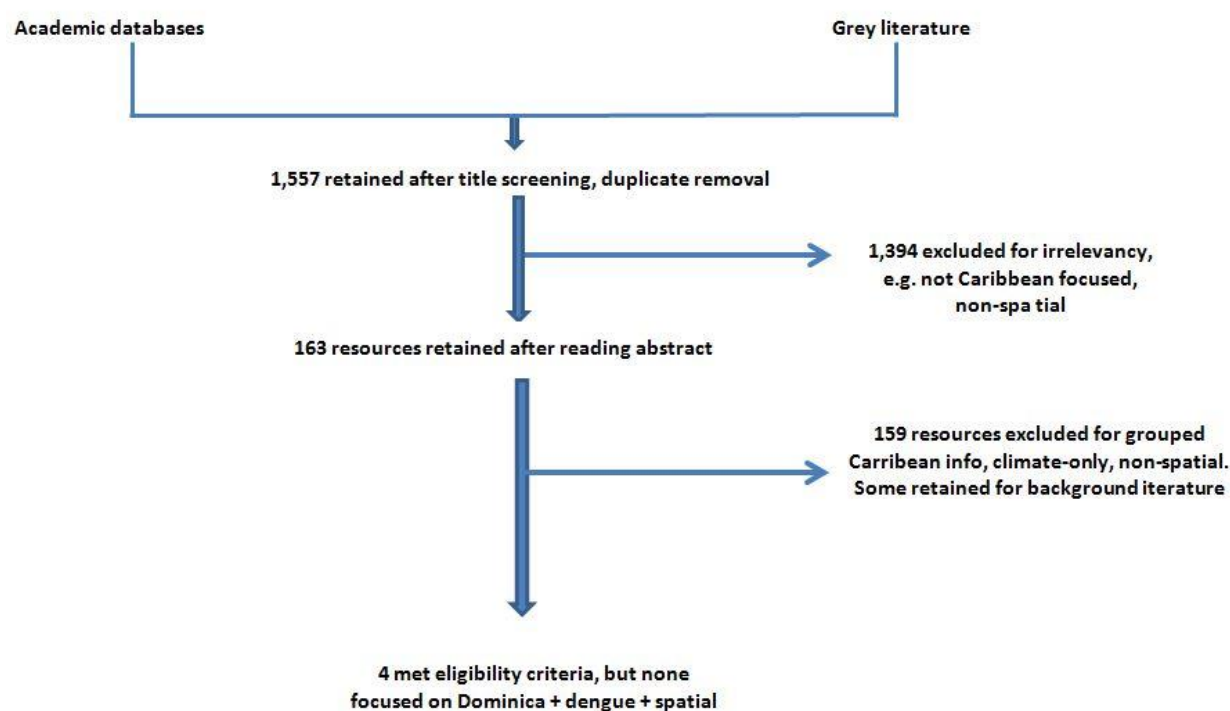 Academic databases
Grey literature
1,557 retained after title screening, duplicate removal
1,394 excluded for irrelevancy,
e.g. not Caribbean focused,
non-spa tial
163 resources retained after reading abstract
159 resources excluded for grouped
Carribean info, climate-only, non-spatial.
Some retained for background iterature
4 met eligibility criteria, but none
focused on Dominica + dengue + spatial